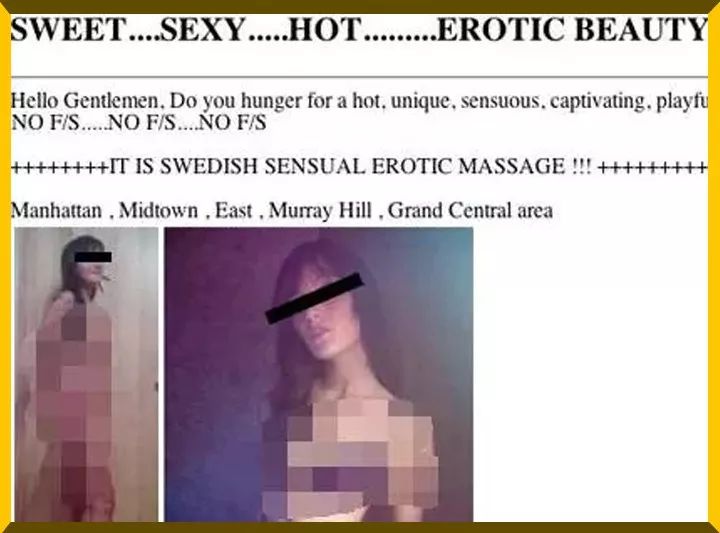 SWEET....SEXY.....HOT.........EROTIC BEAUTY
Hello Gentlemen, Do you hunger for a hot, unique, sensuous, captivating,
NO F/S.....NO F/S....NO F/S
++++++++IT IS SWEDISH SENSUAL EROTIC MASSAGE !!! +++++++++
Manhattan , Midtown , East , Murray Hill , Grand Central area